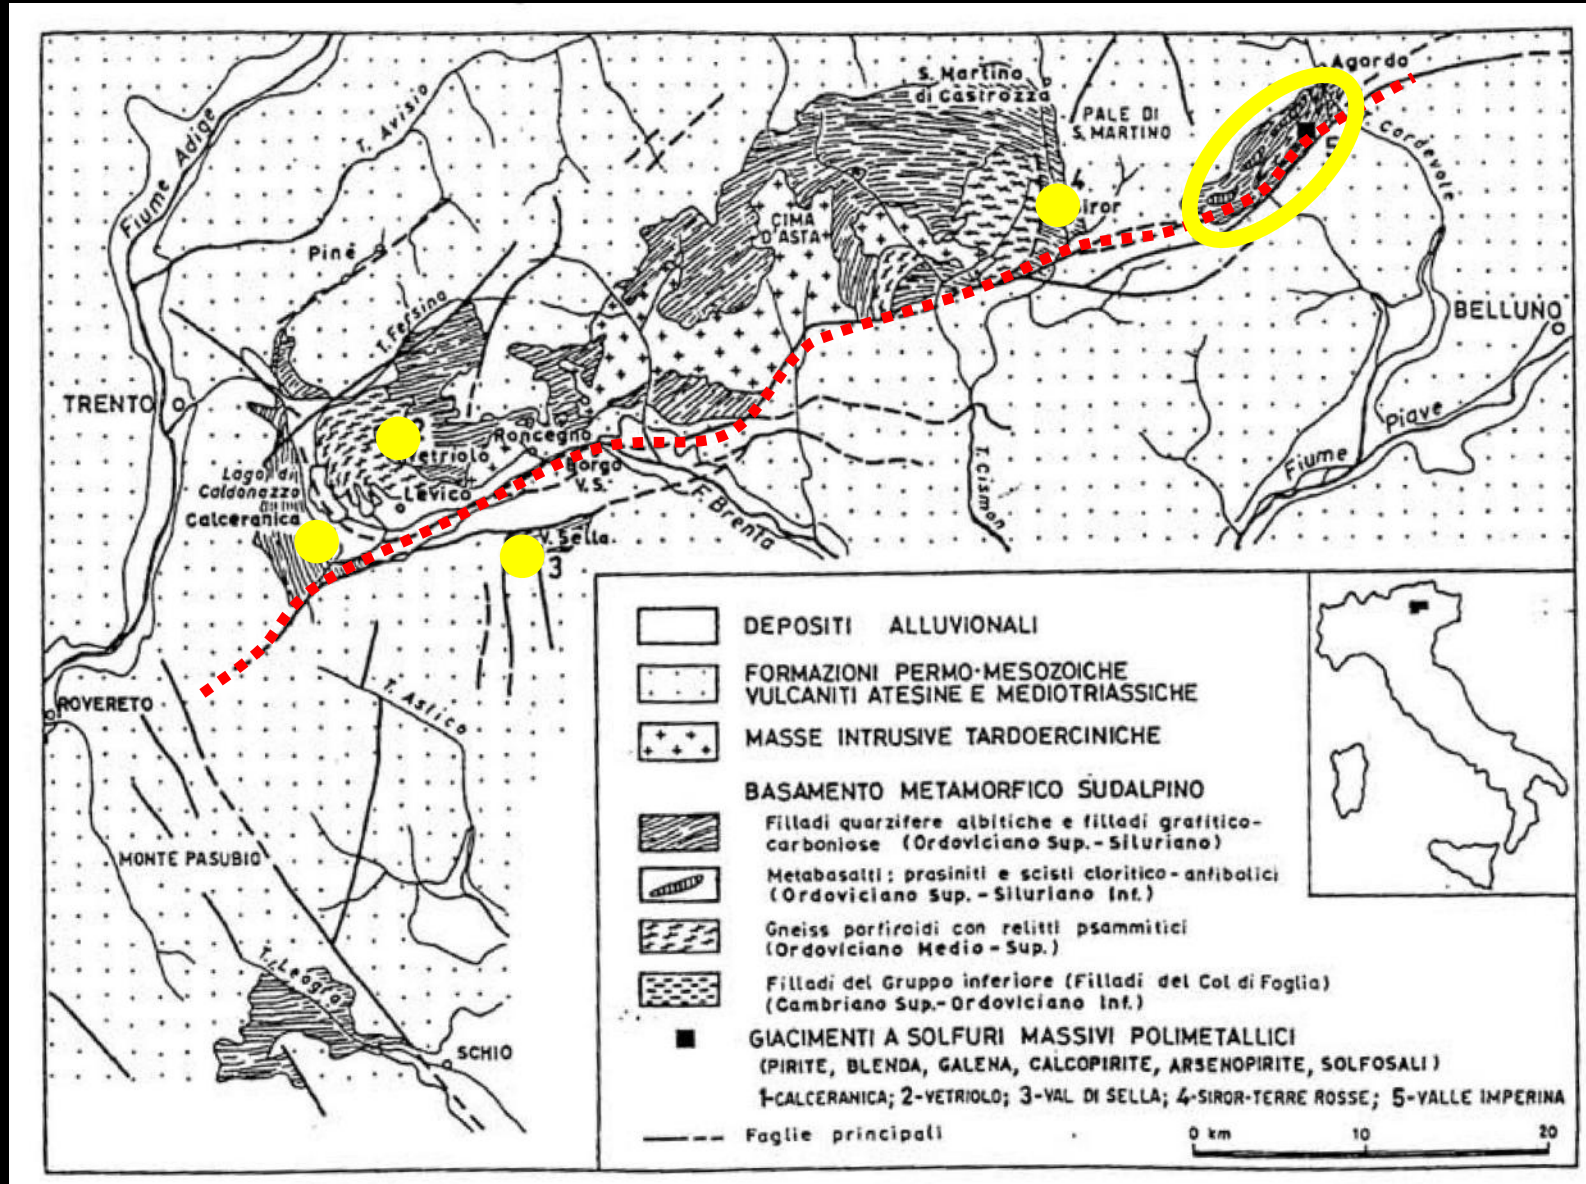 Agordo
S. Martino
di Castrozza
PALE DI
S. MARTINO
T. Cordevole
T. Avisio
Fiume Adige
4
iror
CIMA
D'ASTA
Piné
T. Fersina
BELLUNO
TRENTO
Piave
Fiume
Roncegno
etriolo
Borgo
V. S.
Lago di
Caldonazzo
Levico
Calceranica
F. Brenta
T. Cismon
V. Sella
3
ROVERETO
T. Astico
MONTE PASUBIO
T. Leogra
SCHIO
DEPOSITI ALLUVIONALI
FORMAZIONI PERMO-MESOZOICHE
VULCANITI ATESINE E MEDIOTRIASSICHE
MASSE INTRUSIVE TARDOERCINICHE
BASAMENTO METAMORFICO SUDALPINO
Filladi quarzifere albitiche e filladi grafitico-
carboniose (Ordoviciano Sup.-Siluriano)
Metabasalti: prasiniti e scisti cloritico-anfibolici
(Ordoviciano Sup.-Siluriano Inf.)
Gneiss porfiroidi con relitti psammitici
(Ordoviciano Medio-Sup.)
Filladi del Gruppo inferiore (Filladi del Col di Foglia)
(Cambriano Sup.-Ordoviciano Inf.)
GIACIMENTI A SOLFURI MASSIVI POLIMETALLICI
(PIRITE, BLENDA, GALENA, CALCOPIRITE, ARSENOPIRITE, SOLFOSALI)
1-CALCERANICA; 2-VETRIOLO; 3-VAL DI SELLA; 4-SIROR-TERRE ROSSE; 5-VALLE IMPERINA
Faglie principali
0 km 10 20